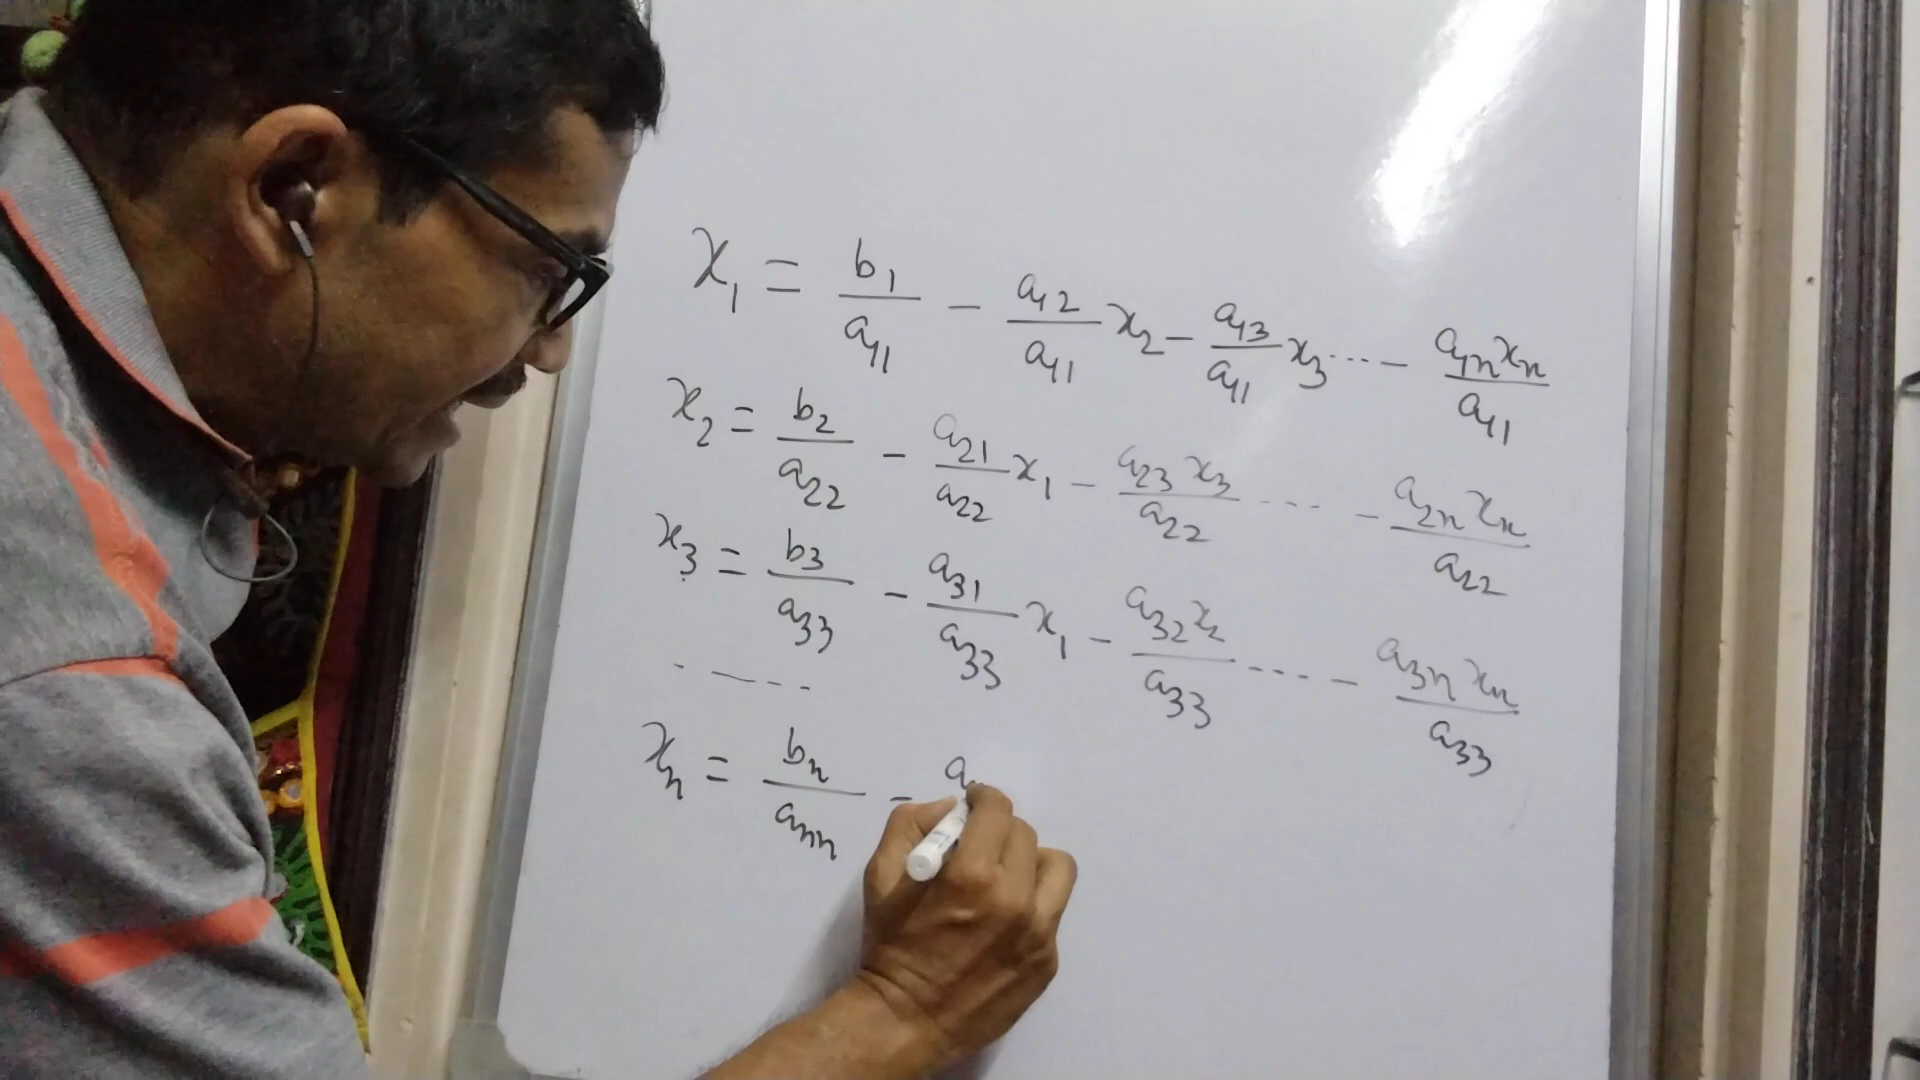 x₁ = b₁/a₁₁ - a₁₂/a₁₁ x₂ - a₁₃/a₁₁ x₃ ... - a₁ₙxₙ/a₁₁
x₂ = b₂/a₂₂ - a₂₁/a₂₂ x₁ - a₂₃x₃/a₂₂ ... - a₂ₙxₙ/a₂₂
x₃ = b₃/a₃₃ - a₃₁/a₃₃ x₁ - a₃₂x₂/a₃₃ .... - a₃ₙxₙ/a₃₃
.....
xₙ = bₙ/aₙₙ - a